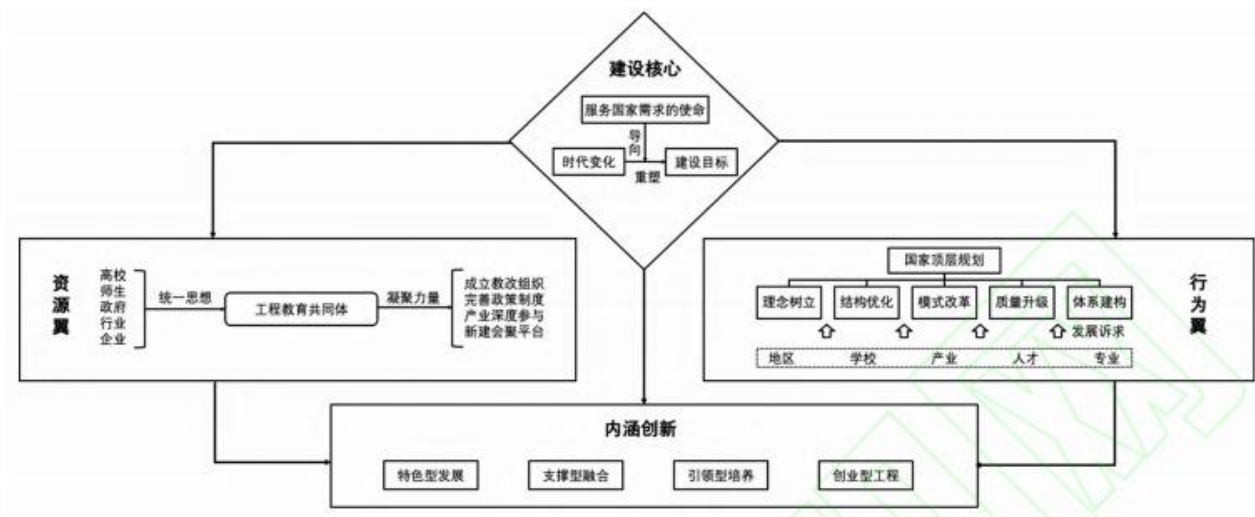 建设核心
服务国家需求的使命
导向
时代变化
建设目标
重塑
资源翼
高校
师生
政府
行业
企业
统一思想
工程教育共同体
凝聚力量
成立教改组织
完善政策制度
产业深度参与
新建会聚平台
国家顶层规划
理念树立 结构优化 模式改革 质量升级 体系建构
发展诉求
地区 学校 产业 人才 专业
行为翼
内涵创新
特色型发展 支撑型融合 引领型培养 创业型工程